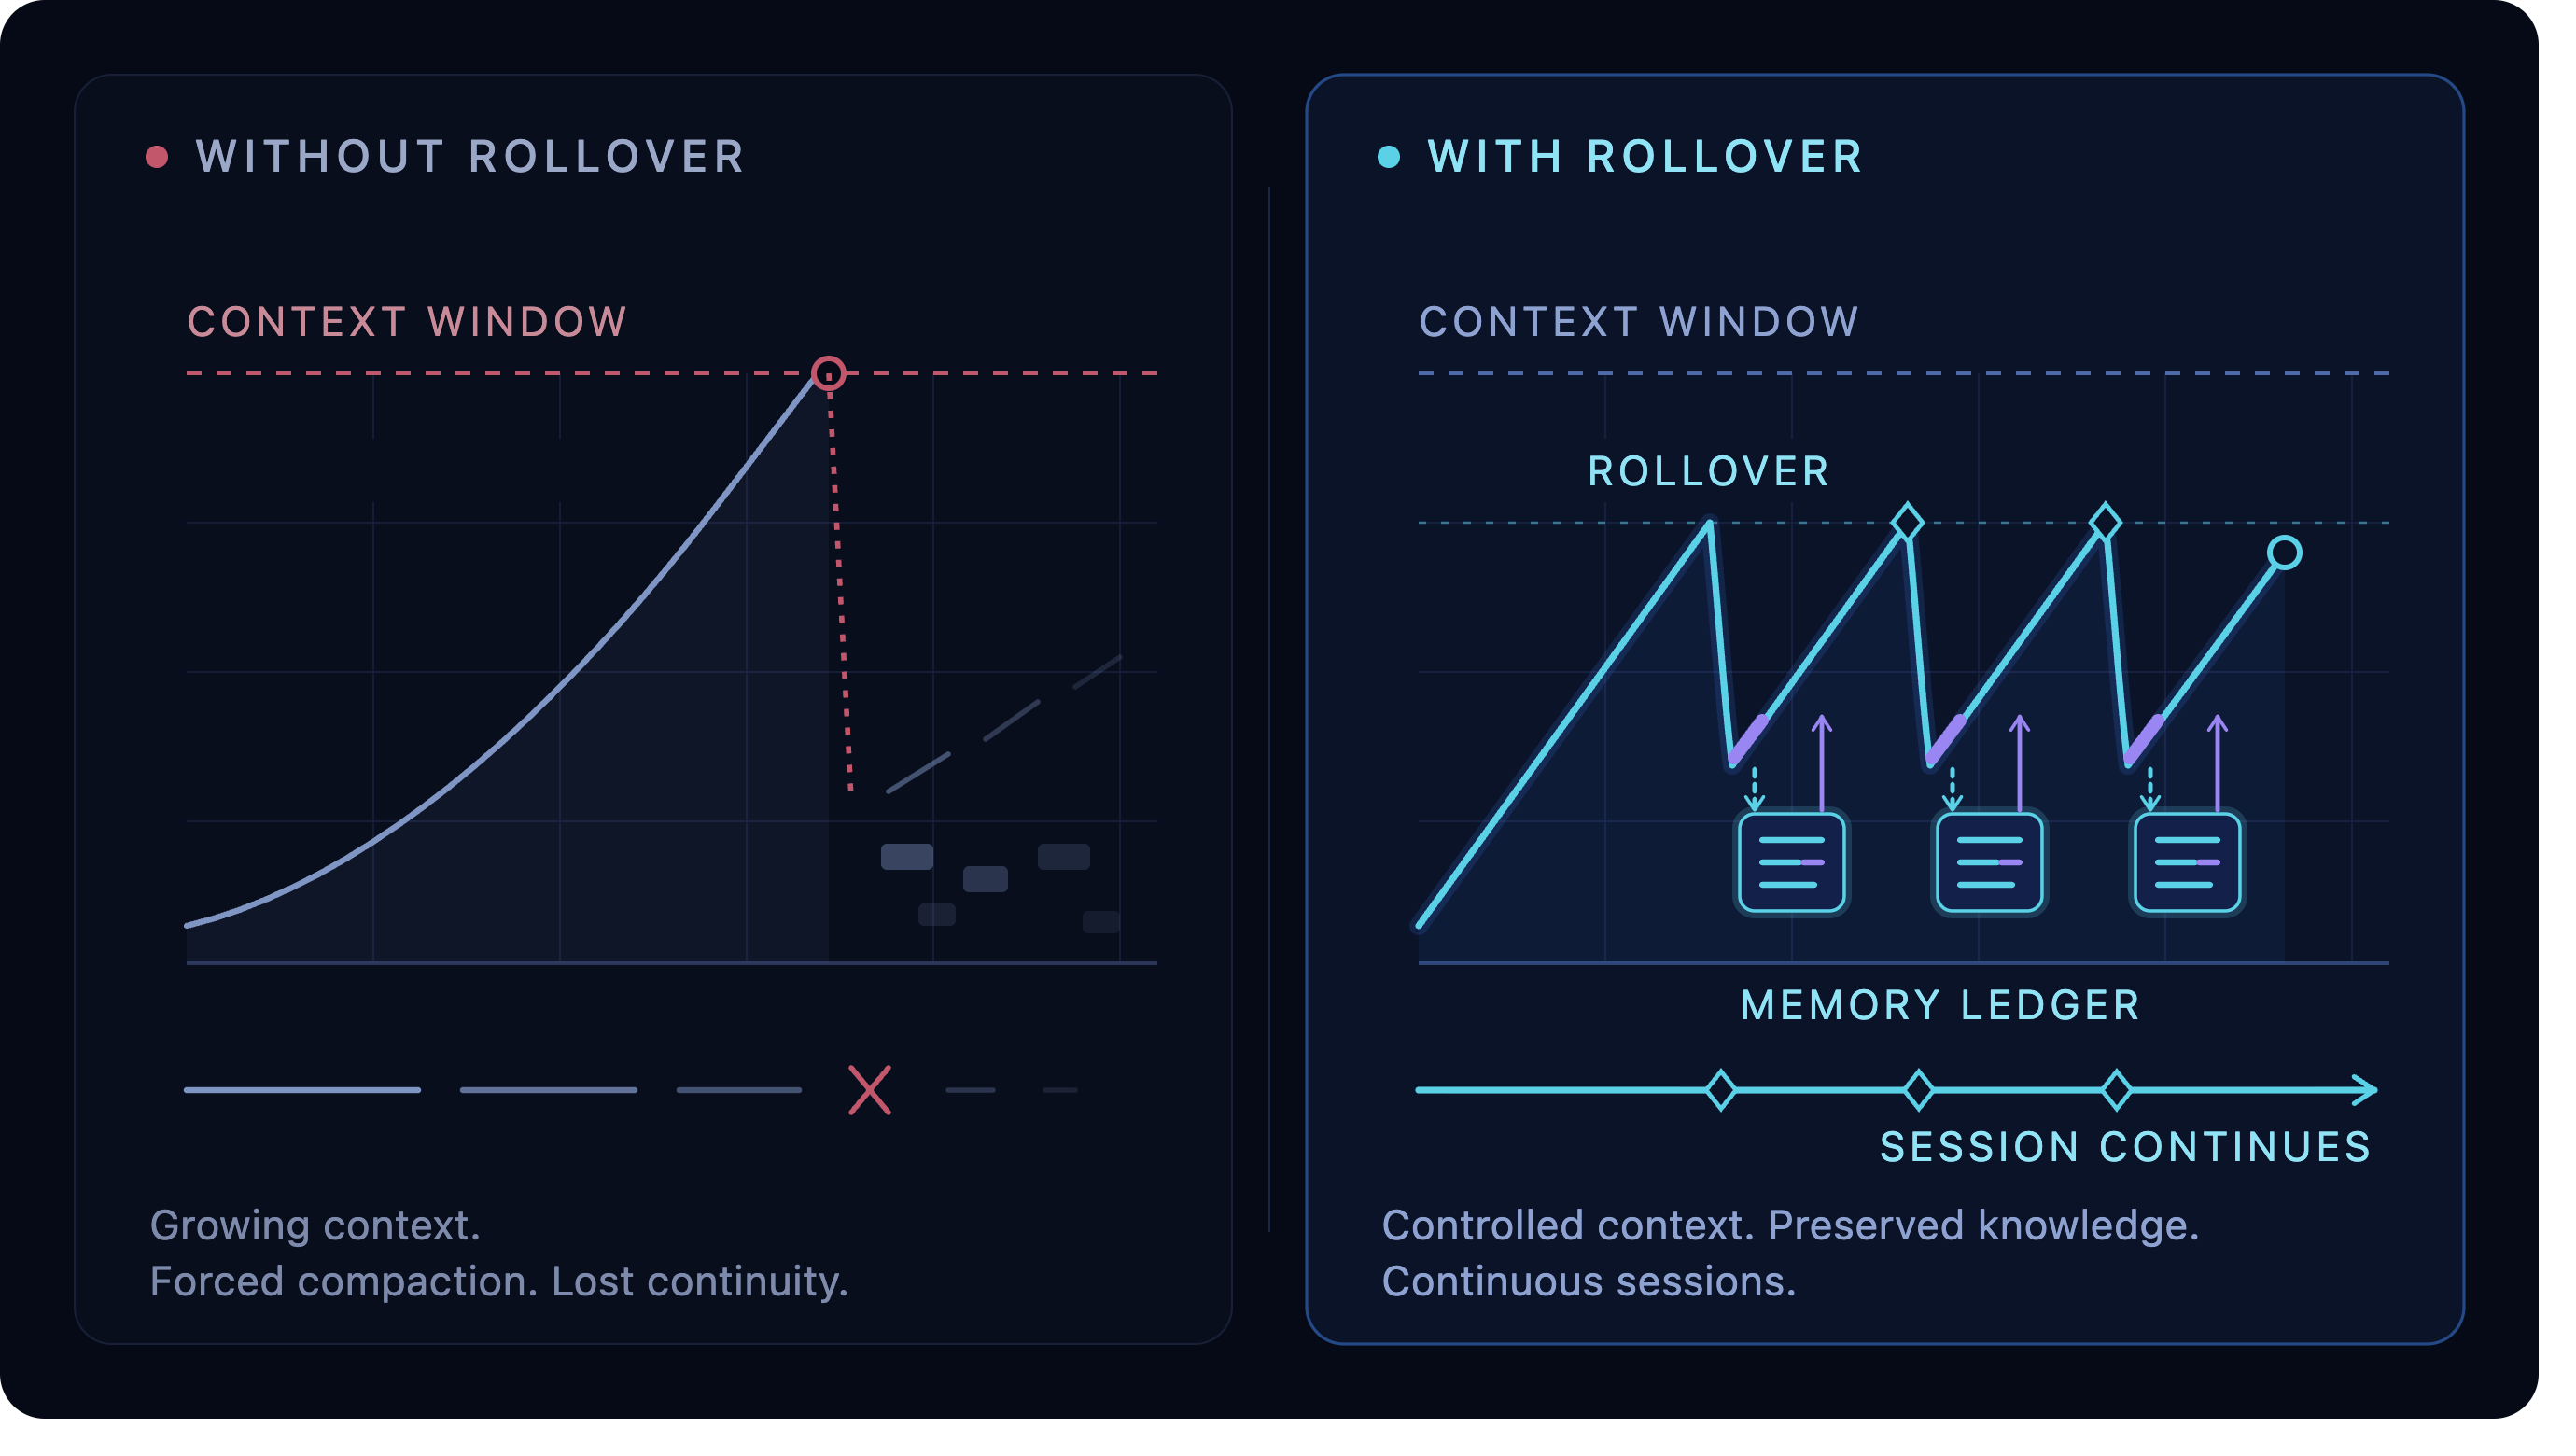 WITHOUT ROLLOVER
CONTEXT WINDOW
Growing context.
Forced compaction. Lost continuity.
WITH ROLLOVER
CONTEXT WINDOW
ROLLOVER
MEMORY LEDGER
SESSION CONTINUES
Controlled context. Preserved knowledge.
Continuous sessions.